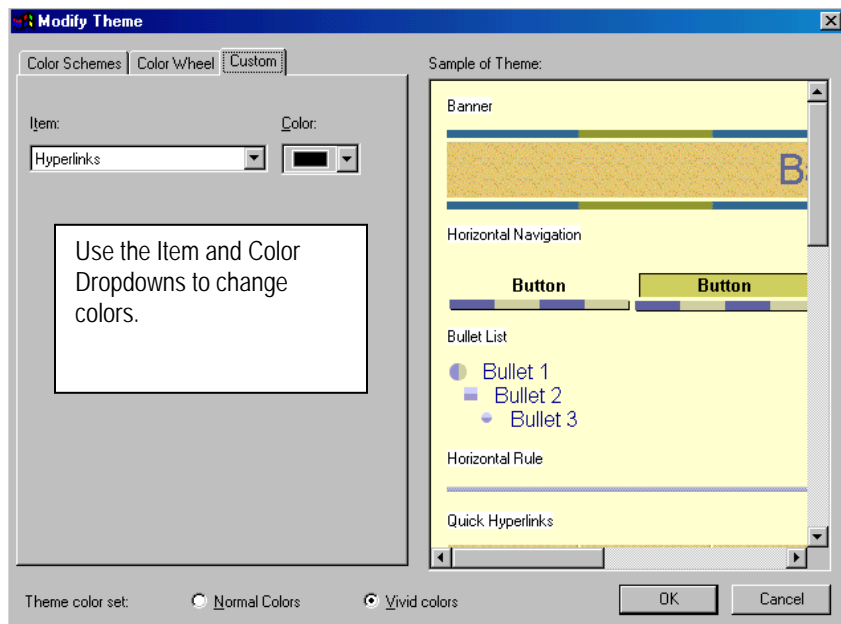 Modify Theme
Color Schemes
Color Wheel
Custom
Item:
Color:
Hyperlinks
Use the Item and Color
Dropdowns to change
colors.
Sample of Theme:
Banner
Horizontal Navigation
Button
Button
Bullet List
Bullet 1
Bullet 2
Bullet 3
Horizontal Rule
Quick Hyperlinks
Theme color set:
Normal Colors
Vivid colors
OK
Cancel